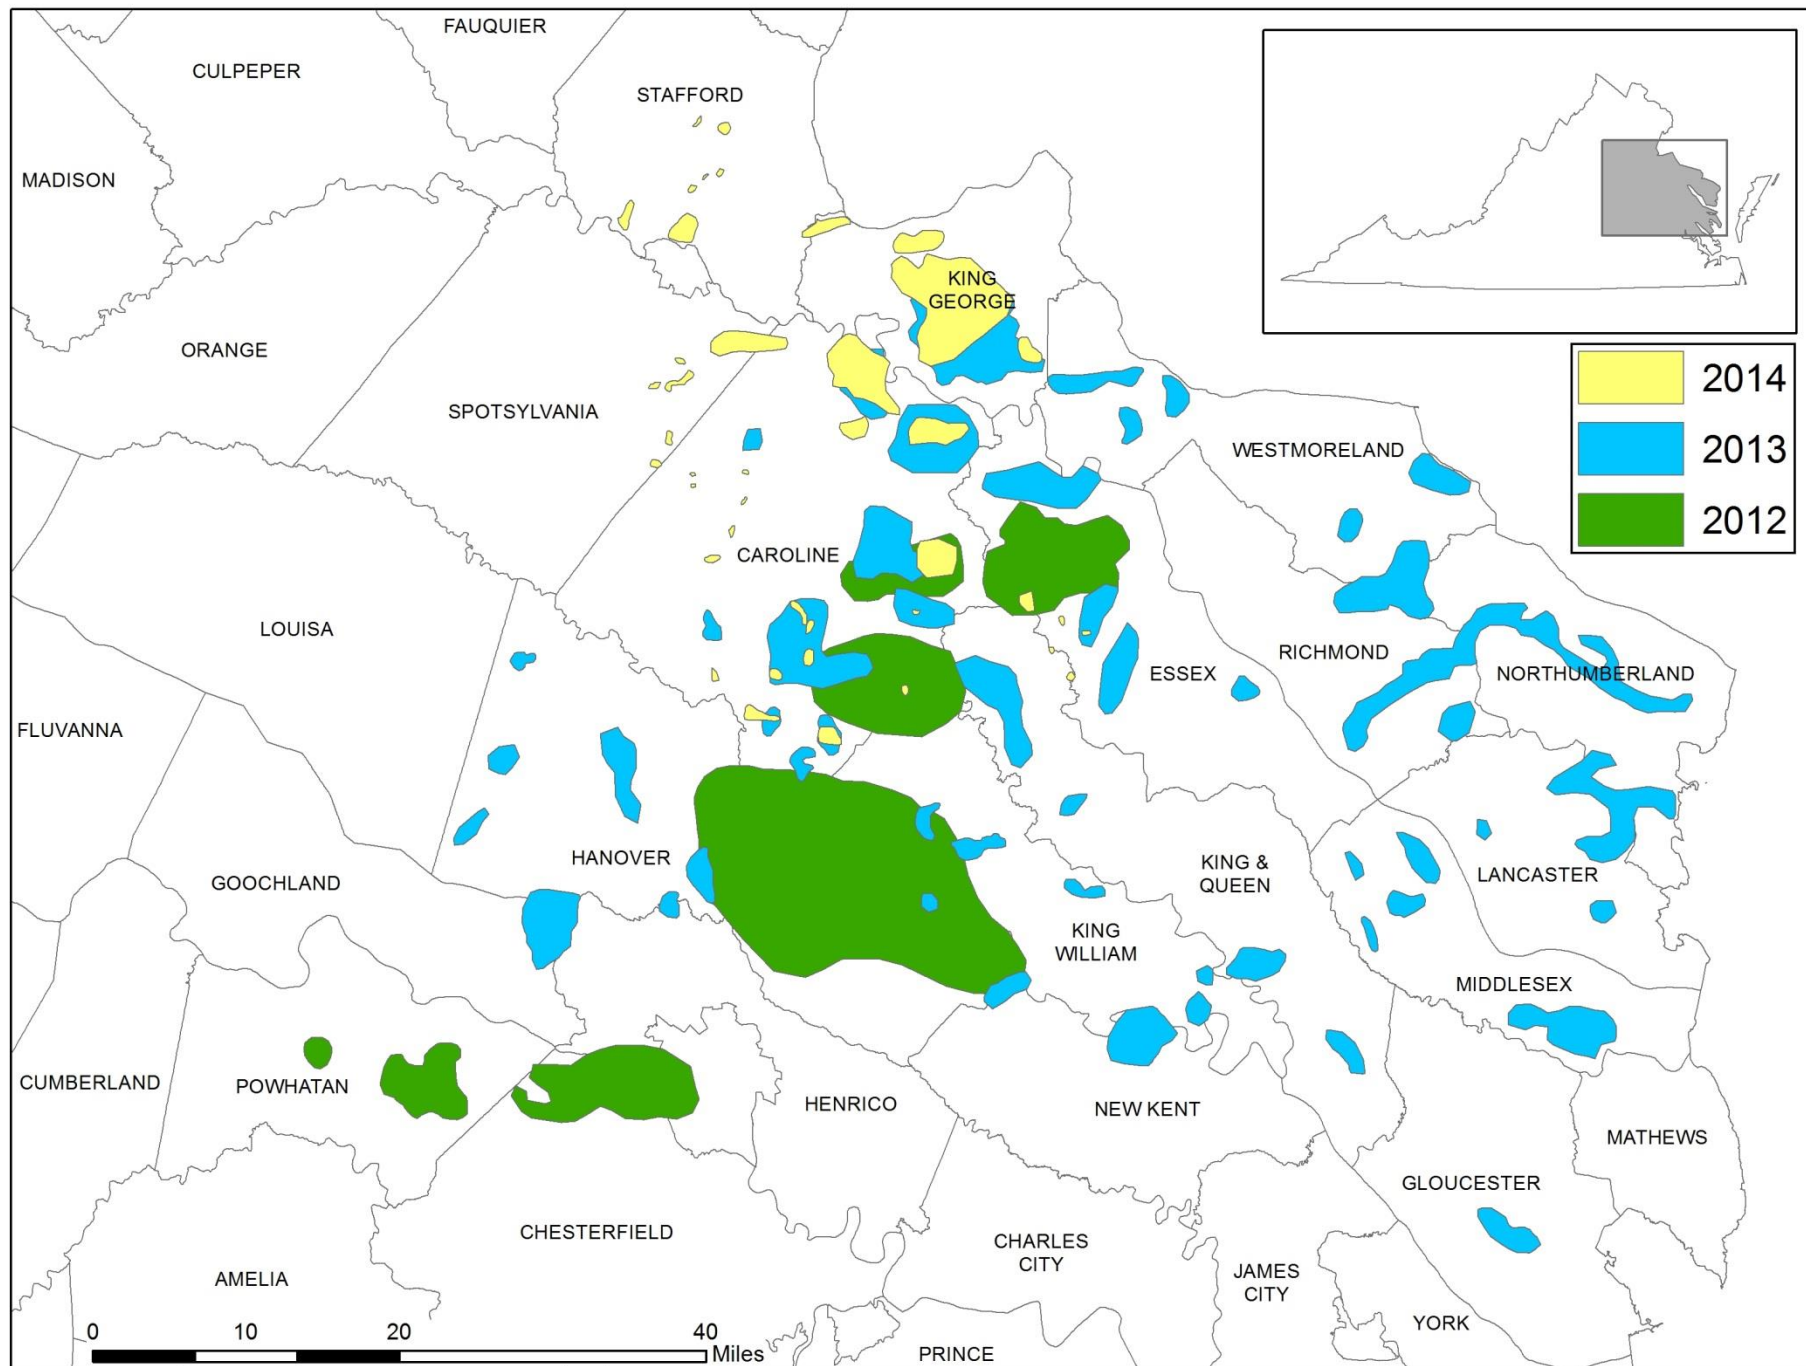 FAUQUIER
CULPEPER
STAFFORD
MADISON
KING
GEORGE
ORANGE
2014
SPOTSYLVANIA
2013
WESTMORELAND
2012
CAROLINE
LOUISA
RICHMOND
ESSEX
NORTHUMBERLAND
FLUVANNA
HANOVER
KING &
QUEEN
GOOCHLAND
LANCASTER
KING
WILLIAM
MIDDLESEX
CUMBERLAND
POWHATAN
HENRICO
NEW KENT
MATHEWS
GLOUCESTER
CHESTERFIELD
CHARLES
CITY
AMELIA
JAMES
CITY
YORK
0 10 20 40
Miles
PRINCE